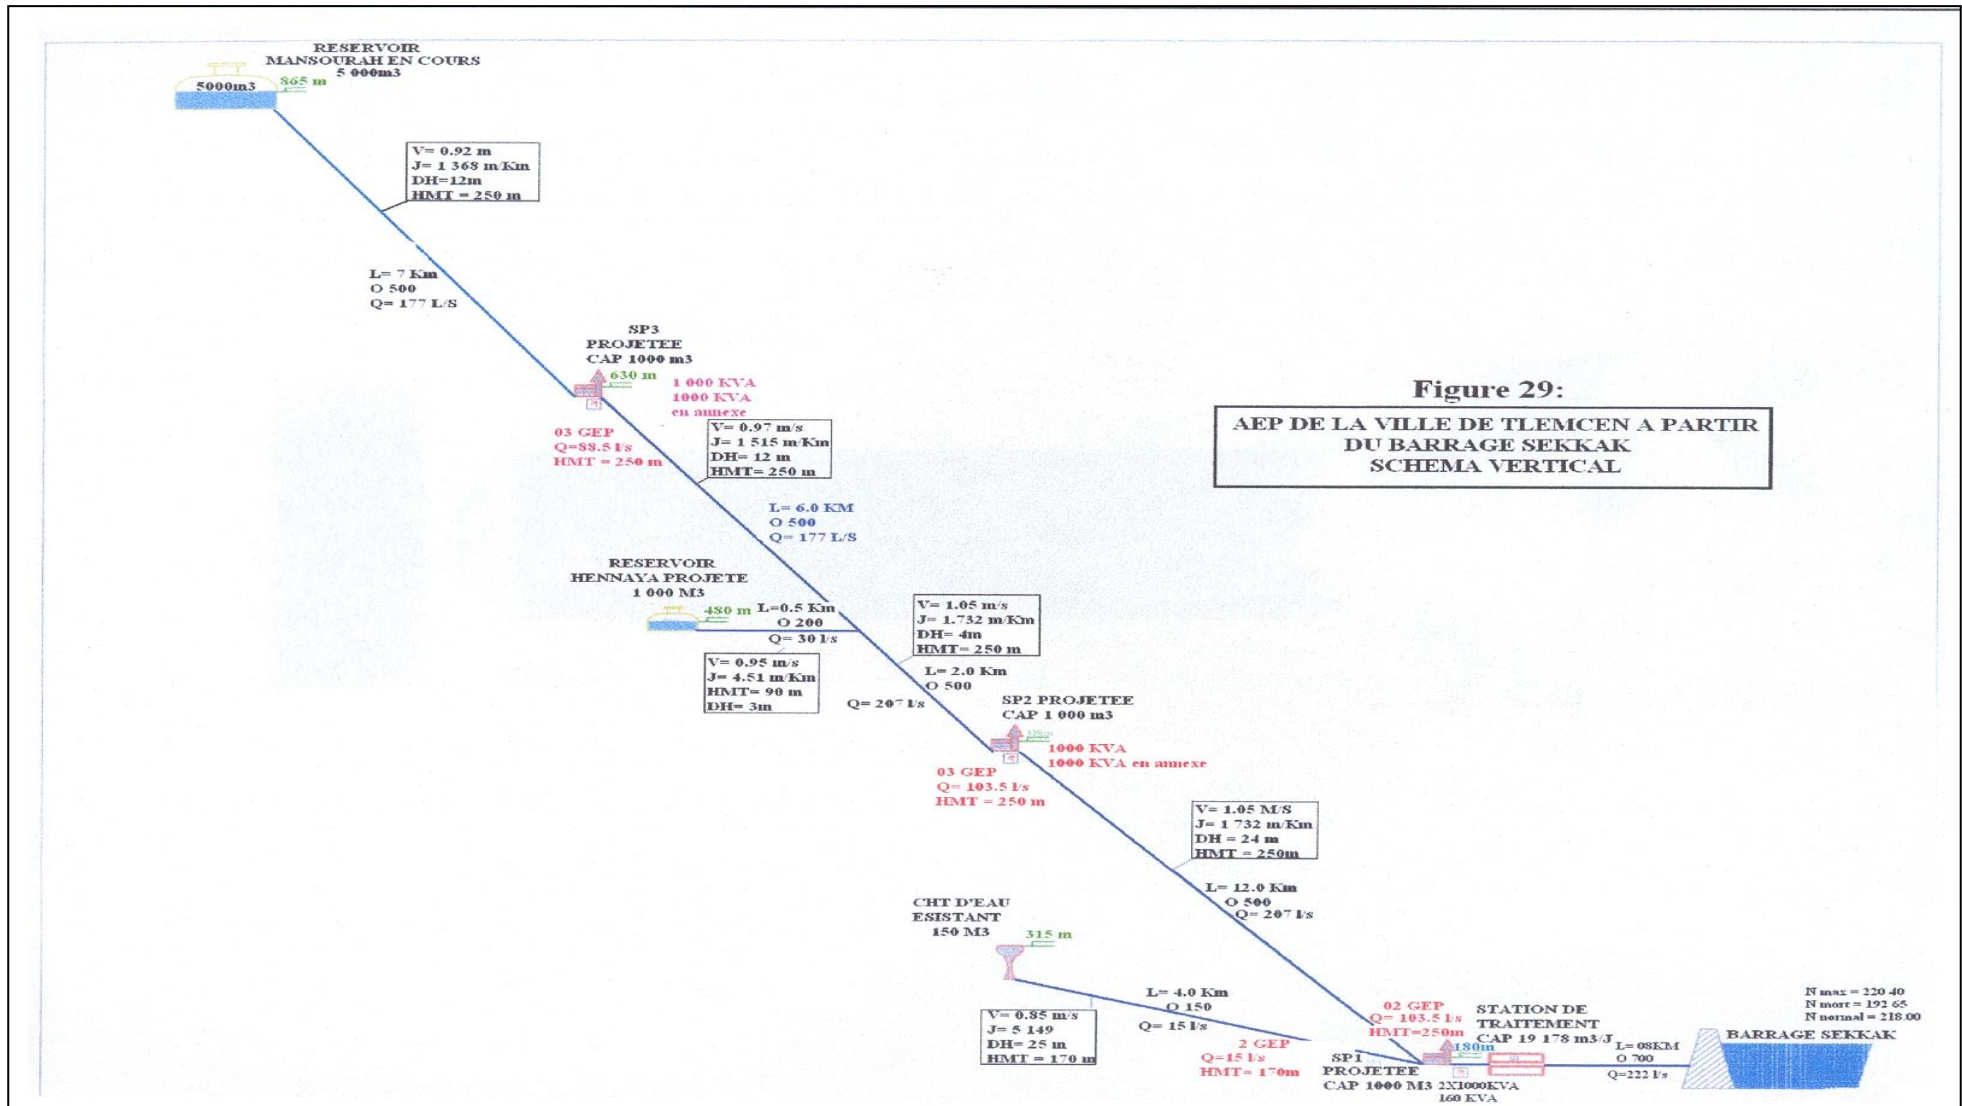 RESERVOIR
MANSOURAH EN COURS
5 000m3
5000m3
865 m
V= 0.92 m
J= 1 368 m/Km
DH=12m
HMT = 250 m
L= 7 Km
O 500
Q= 177 L/S
SP3
PROJETEE
CAP 1000 m3
630 m
1 000 KVA
1000 KVA
en annexe
03 GEP
Q=88.5 l/s
HMT = 250 m
V= 0.97 m/s
J= 1 515 m/Km
DH= 12 m
HMT= 250 m
Figure 29:
AEP DE LA VILLE DE TLEMCEN A PARTIR
DU BARRAGE SEKKAK
SCHEMA VERTICAL
L= 6.0 KM
O 500
Q= 177 L/S
RESERVOIR
HENNAYA PROJETE
1 000 M3
480 m
L=0.5 Km
O 200
Q= 30 l/s
V= 0.95 m/s
J= 4.51 m/Km
HMT= 90 m
DH= 3m
V= 1.05 m/s
J= 1.732 m/Km
DH= 4m
HMT= 250 m
L= 2.0 Km
O 500
Q= 207 l/s
SP2 PROJETEE
CAP 1 000 m3
1000 KVA
1000 KVA en annexe
03 GEP
Q= 103.5 l/s
HMT = 250 m
V= 1.05 M/S
J= 1 732 m/Km
DH = 24 m
HMT = 250m
L= 12.0 Km
O 500
Q= 207 l/s
CHT D'EAU
ESISTANT
150 M3
315 m
L= 4.0 Km
O 150
Q= 15 l/s
V= 0.85 m/s
J= 5 149
DH= 25 m
HMT = 170 m
2 GEP
Q=15 l/s
HMT= 170m
02 GEP
Q= 103.5 l/s
HMT=250m
STATION DE
TRAITEMENT
CAP 19 178 m3/J
180m
SP1
PROJETEE
CAP 1000 M3
2X1000KVA
160 KVA
L= 08KM
O 700
Q=222 l/s
N max = 220 40
N mort = 192 65
N normal = 218.00
BARRAGE SEKKAK